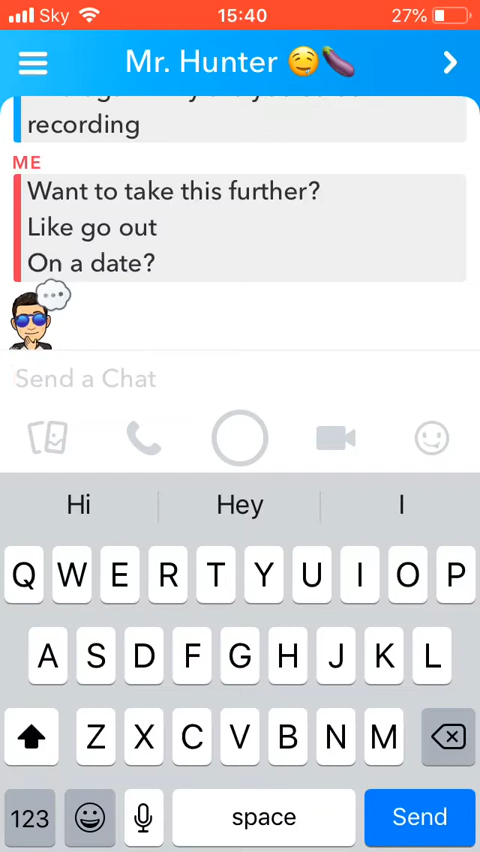 Sky 15:40 27%
Mr. Hunter 🤤🍆
recording
ME
Want to take this further?
Like go out
On a date?
Send a Chat
Hi Hey I
Q W E R T Y U I O P
A S D F G H J K L
Z X C V B N M
123 space Send